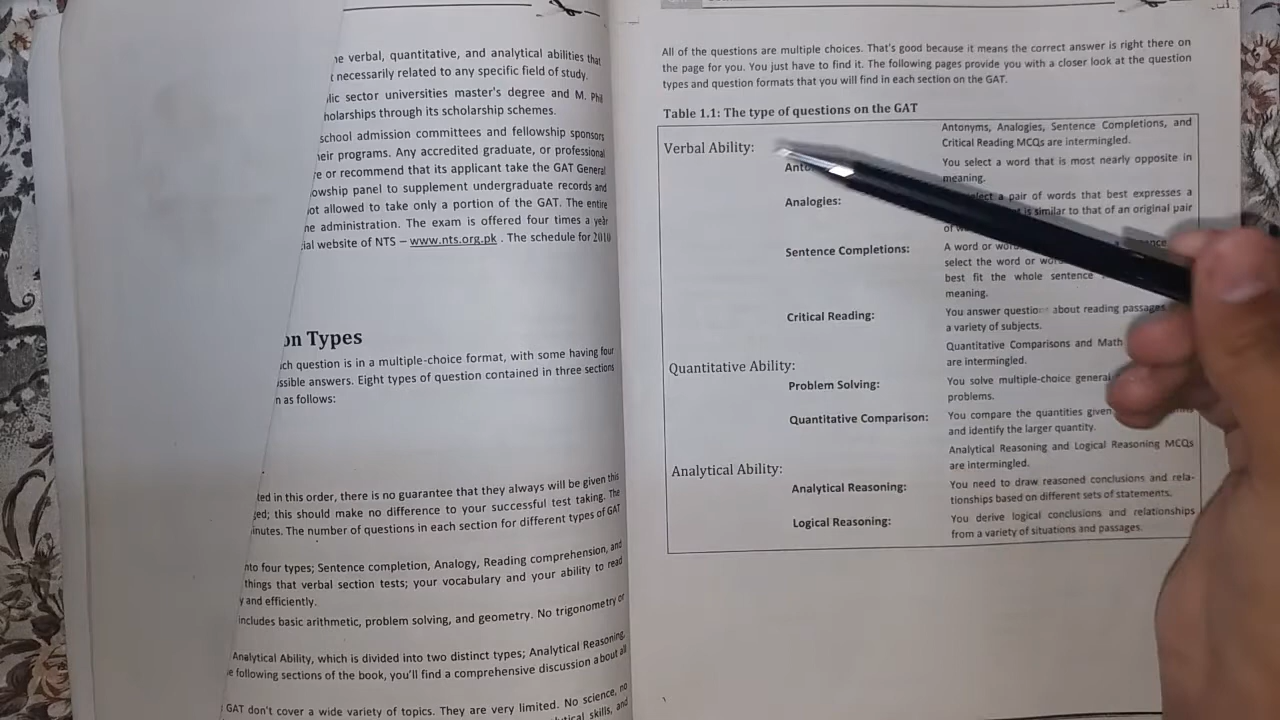 verbal, quantitative, and analytical abilities that
necessarily related to any specific field of study.
sector universities master's degree and M. Phil
through its scholarship schemes.
school admission committees and fellowship sponsors
programs. Any accredited graduate, or professional
or recommend that its applicant take the GAT General
panel to supplement undergraduate records and
allowed to take only a portion of the GAT. The entire
administration. The exam is offered four times a year
website of NTS – www.nts.org.pk . The schedule for 2010
Types
question is in a multiple-choice format, with some having four
answers. Eight types of question contained in three sections
as follows:
in this order, there is no guarantee that they always will be given this
this should make no difference to your successful test taking. The
The number of questions in each section for different types of GAT
four types; Sentence completion, Analogy, Reading comprehension, and
things that verbal section tests; your vocabulary and your ability to read
and efficiently.
includes basic arithmetic, problem solving, and geometry. No trigonometry or
Analytical Ability, which is divided into two distinct types; Analytical Reasoning,
following sections of the book, you'll find a comprehensive discussion about all
GAT don't cover a wide variety of topics. They are very limited. No science, no
skills, and
All of the questions are multiple choices. That's good because it means the correct answer is right there on
the page for you. You just have to find it. The following pages provide you with a closer look at the question
types and question formats that you will find in each section on the GAT.
Table 1.1: The type of questions on the GAT
Verbal Ability:
Antonyms, Analogies, Sentence Completions, and
Critical Reading MCQs are intermingled.
You select a word that is most nearly opposite in
meaning.
Analogies:
select a pair of words that best expresses a
is similar to that of an original pair
of
Sentence Completions:
A word or
select the word or
best fit the whole sentence
meaning.
Critical Reading:
You answer about reading passages
a variety of subjects.
Quantitative Ability:
Quantitative Comparisons and Math
are intermingled.
Problem Solving:
You solve multiple-choice general
problems.
Quantitative Comparison:
You compare the quantities given
and identify the larger quantity.
Analytical Ability:
Analytical Reasoning and Logical Reasoning MCQs
are intermingled.
Analytical Reasoning:
You need to draw reasoned conclusions and rela-
tionships based on different sets of statements.
Logical Reasoning:
You derive logical conclusions and relationships
from a variety of situations and passages.